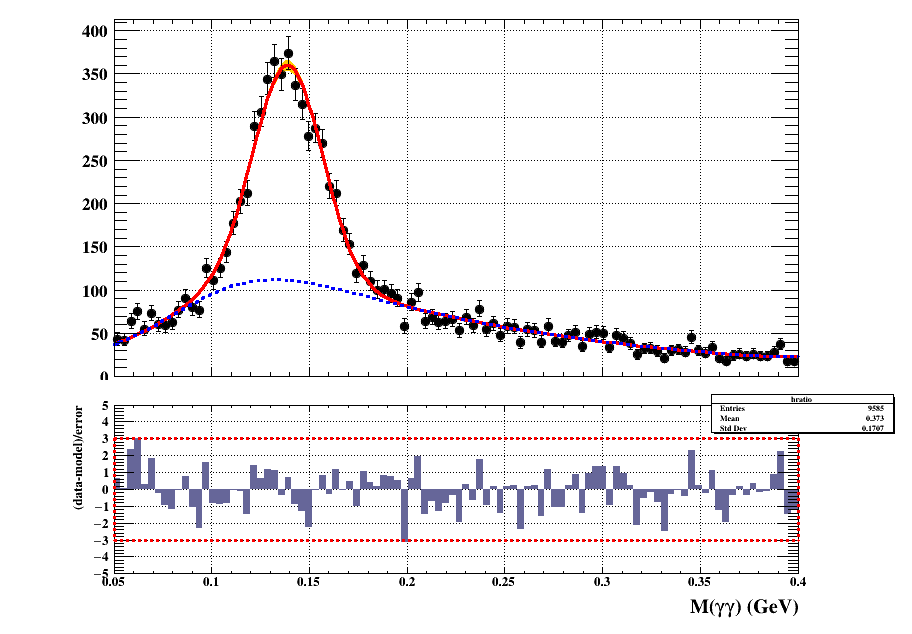 400
350
300
250
200
150
100
50
0
hratio
Entries 9585
Mean 0.373
Std Dev 0.1707
(data-model)/error
5
4
3
2
1
0
−1
−2
−3
−4
−5
0.05 0.1 0.15 0.2 0.25 0.3 0.35 0.4
M(γγ) (GeV)